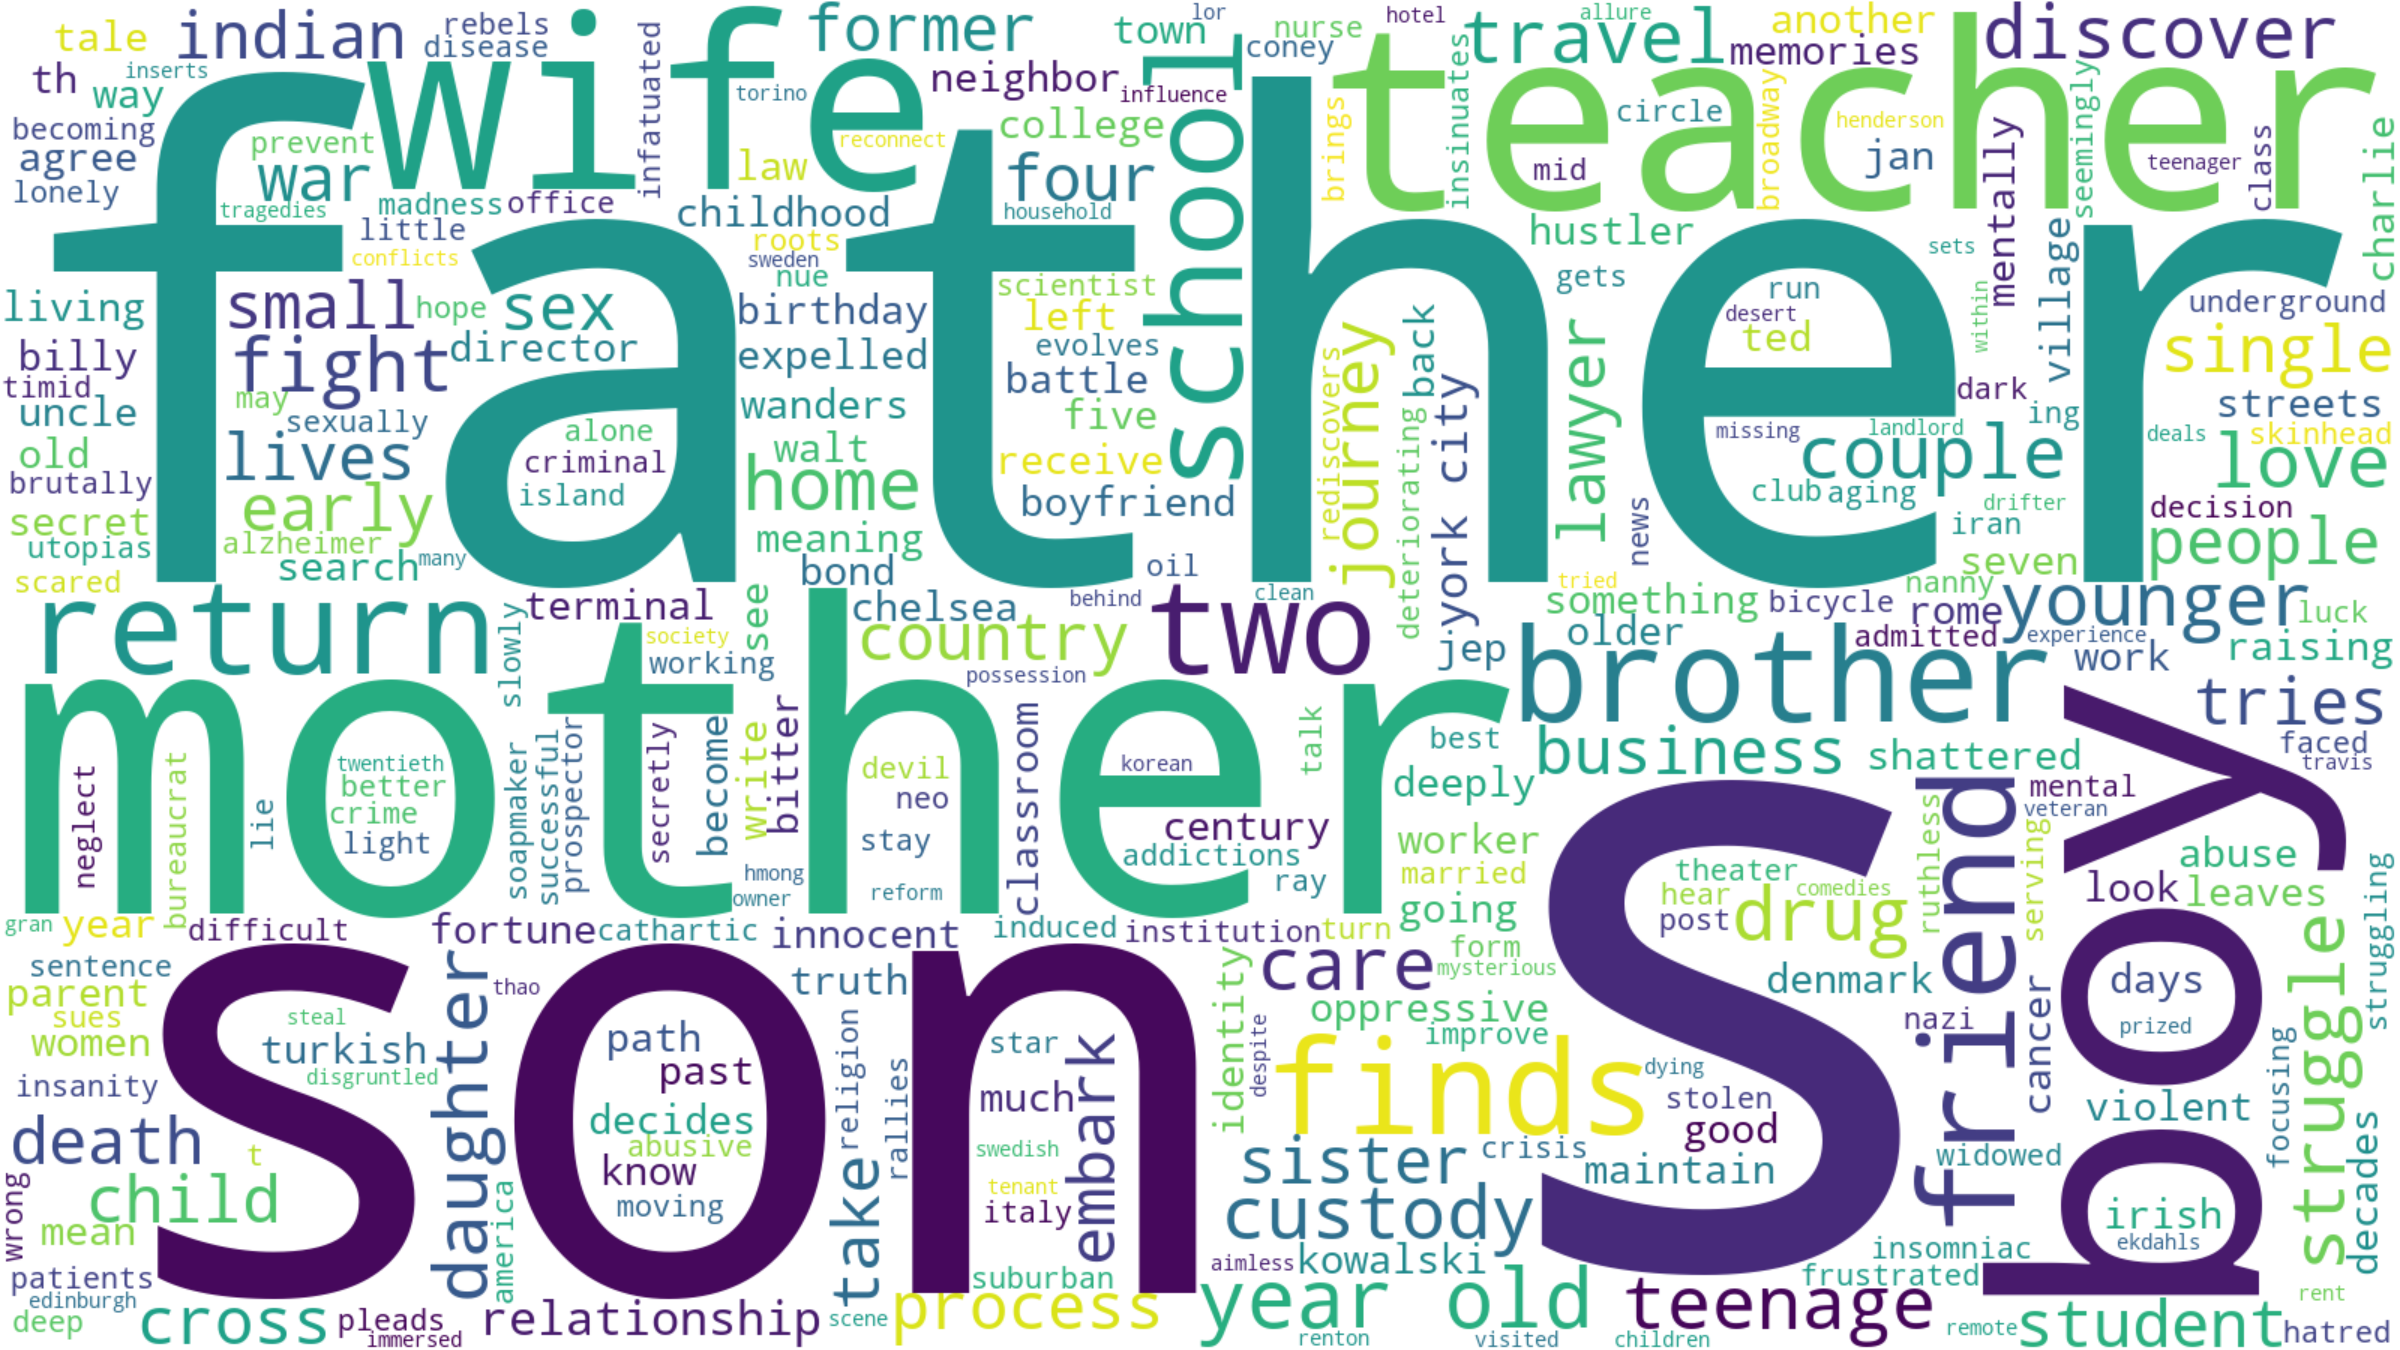 father
mother
son
s
wife
teacher
boy
school
return
two
brother
friend
finds
tale
indian
rebels
disease
infatuated
former
town
lor
nurse
hotel
travel
allure
another
memories
discover
th
inserts
way
torino
neighbor
influence
coney
becoming
agree
lonely
prevent
war
tragedies
madness
office
little
conflicts
reconnect
law
college
four
childhood
household
roots
sweden
nue
brings
insinuates
circle
mid
broadway
henderson
jan
mentally
seemingly
teenager
class
charlie
hustler
gets
sets
village
within
underground
single
living
small
hope
sex
birthday
scientist
left
evolves
run
desert
ted
billy
fight
director
expelled
battle
timid
may
uncle
sexually
wanders
five
old
lives
alone
criminal
island
walt
receive
home
boyfriend
brutally
early
secret
alzheimer
utopias
search
many
scared
meaning
bond
oil
rediscovers
journey
deteriorating
back
york city
lawyer
news
dark
streets
ing
missing
landlord
couple
deals
skinhead
love
club
aging
drifter
iran
decision
people
seven
nanny
tried
clean
behind
terminal
see
chelsea
society
country
working
possession
slowly
something
bicycle
rome
younger
luck
older
admitted
experience
raising
jep
work
tries
best
talk
business
shattered
faced
travis
deeply
mental
veteran
neglect
bureaucrat
lie
twentieth
better
crime
light
soapmaker
successful
prospector
secretly
become
write
bitter
devil
neo
stay
hmong
owner
reform
classroom
korean
century
addictions
ray
worker
married
going
theater
hear
comedies
drug
post
ruthless
serving
abuse
look
leaves
struggling
gran
year
difficult
fortune
cathartic
innocent
induced
institution
turn
form
mysterious
care
sentence
parent
sues
women
daughter
thao
truth
steal
turkish
disgruntled
path
past
star
much
embark
identity
despite
oppressive
improve
denmark
nazi
cancer
days
prized
struggle
insanity
decides
abusive
religion
rallies
swedish
dying
stolen
good
sister
crisis
maintain
violent
widowed
focusing
decades
death
t
know
moving
take
tenant
italy
custody
irish
ekdahls
child
wrong
mean
america
aimless
kowalski
insomniac
frustrated
patients
edinburgh
deep
cross
pleads
immersed
relationship
scene
suburban
process
year old
renton
visited
teenage
children
remote
student
rent
hatred